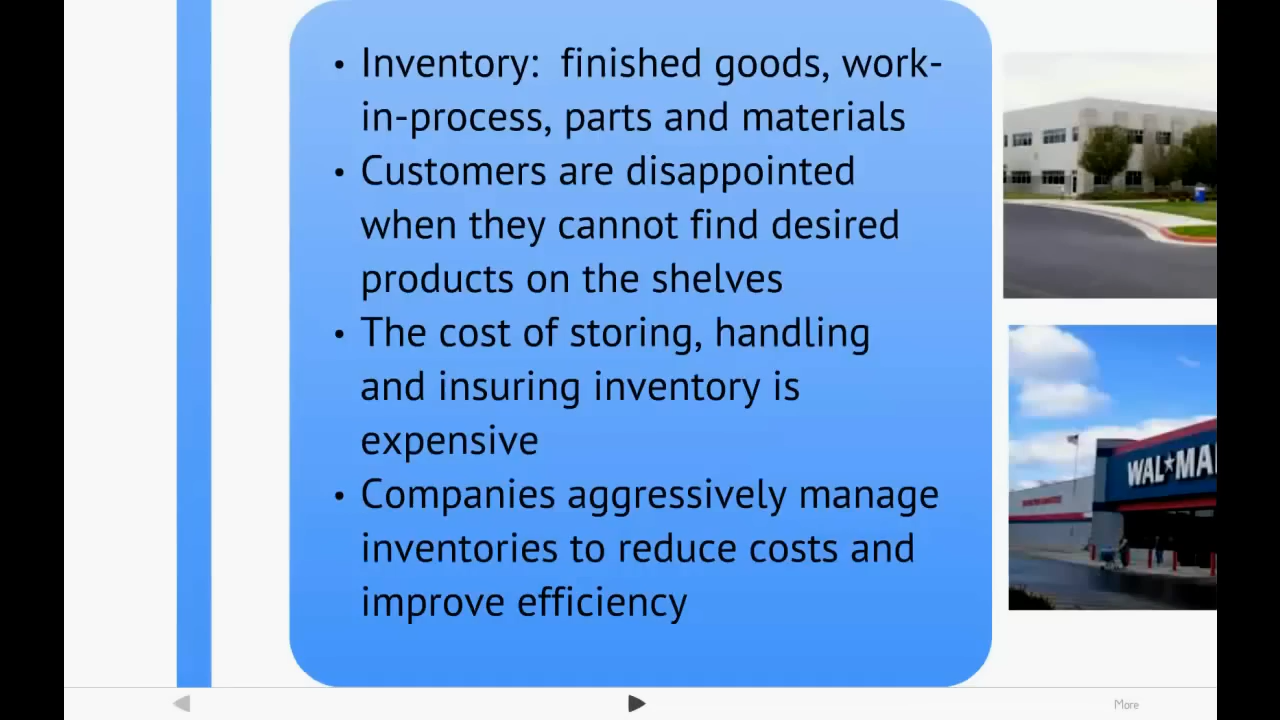 • Inventory:  finished goods, work-
in-process, parts and materials
• Customers are disappointed
when they cannot find desired
products on the shelves
• The cost of storing, handling
and insuring inventory is
expensive
• Companies aggressively manage
inventories to reduce costs and
improve efficiency
WAL★MA
More